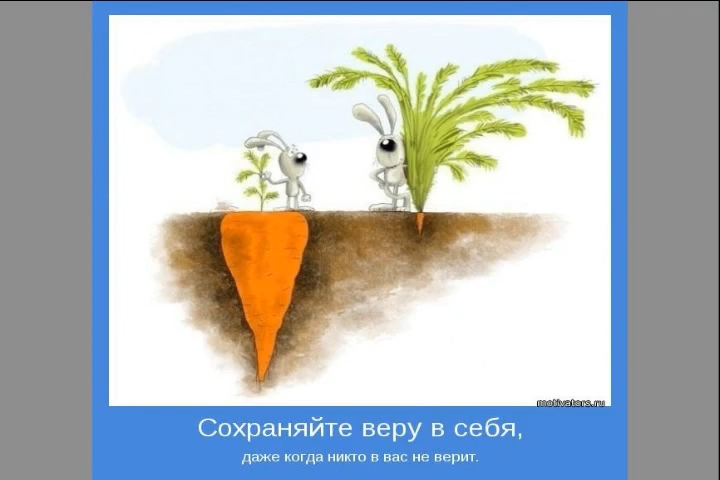 motivators.ru
Сохраняйте веру в себя,
даже когда никто в вас не верит.